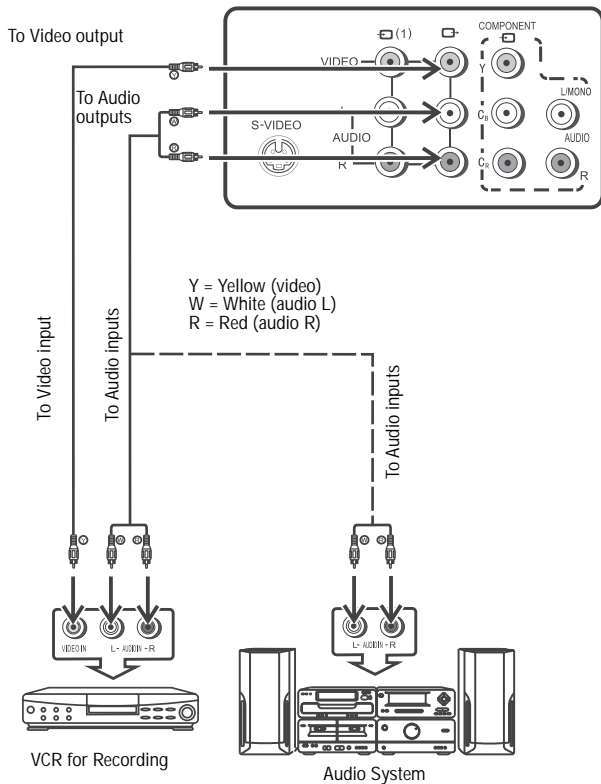 To Video output
(1)
COMPONENT
VIDEO
Y
L/MONO
Y
To Audio
outputs
W
S-VIDEO
L
CB
AUDIO
AUDIO
R
R
CR
R
Y = Yellow (video)
W = White (audio L)
R = Red (audio R)
To Video input
To Audio inputs
To Audio inputs
Y
W
R
W
R
VIDEO IN
L- AUDIO IN -R
L- AUDIO IN -R
VCR for Recording
Audio System